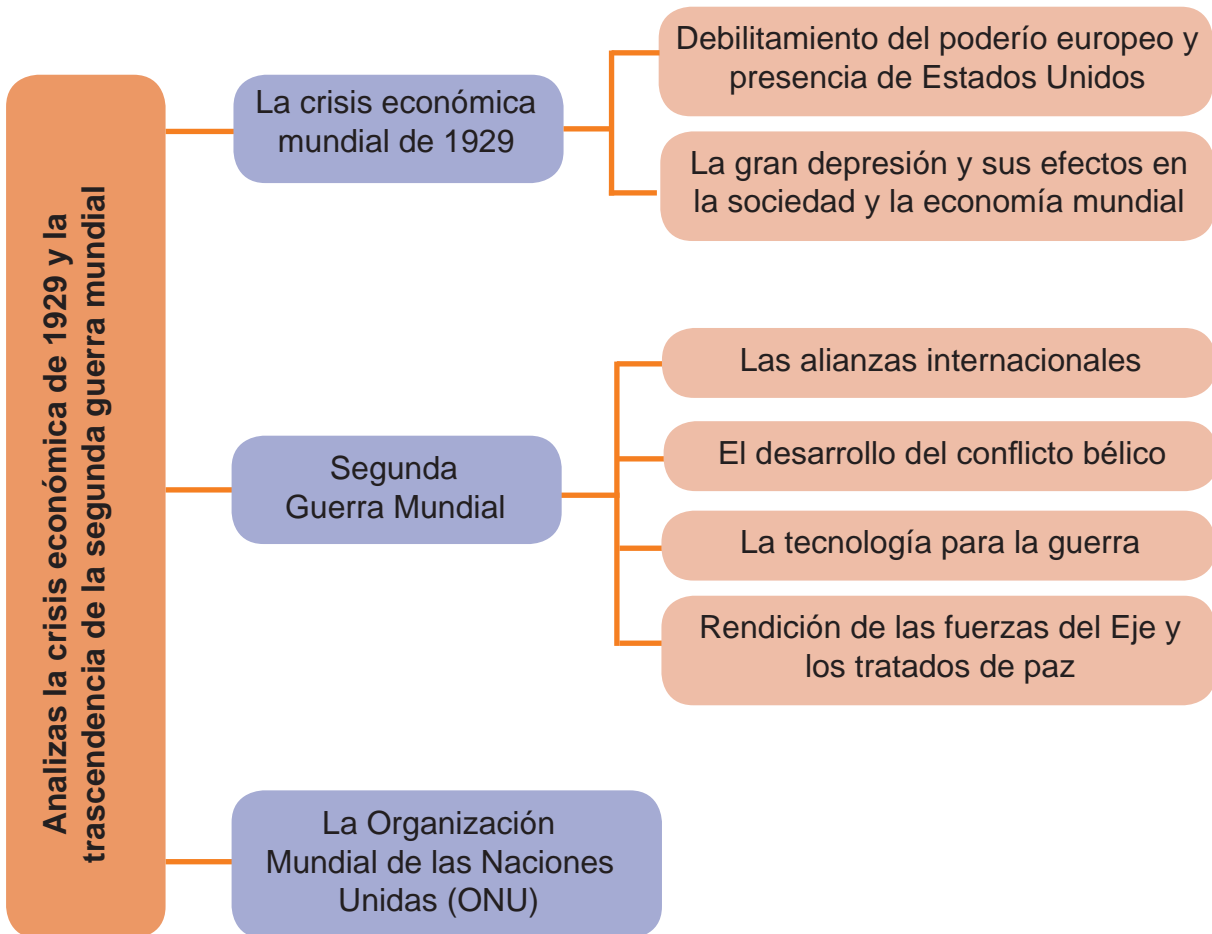 Analizas la crisis económica de 1929 y la
trascendencia de la segunda guerra mundial
La crisis económica
mundial de 1929
Debilitamiento del poderío europeo y
presencia de Estados Unidos
La gran depresión y sus efectos en
la sociedad y la economía mundial
Segunda
Guerra Mundial
Las alianzas internacionales
El desarrollo del conflicto bélico
La tecnología para la guerra
Rendición de las fuerzas del Eje y
los tratados de paz
La Organización
Mundial de las Naciones
Unidas (ONU)